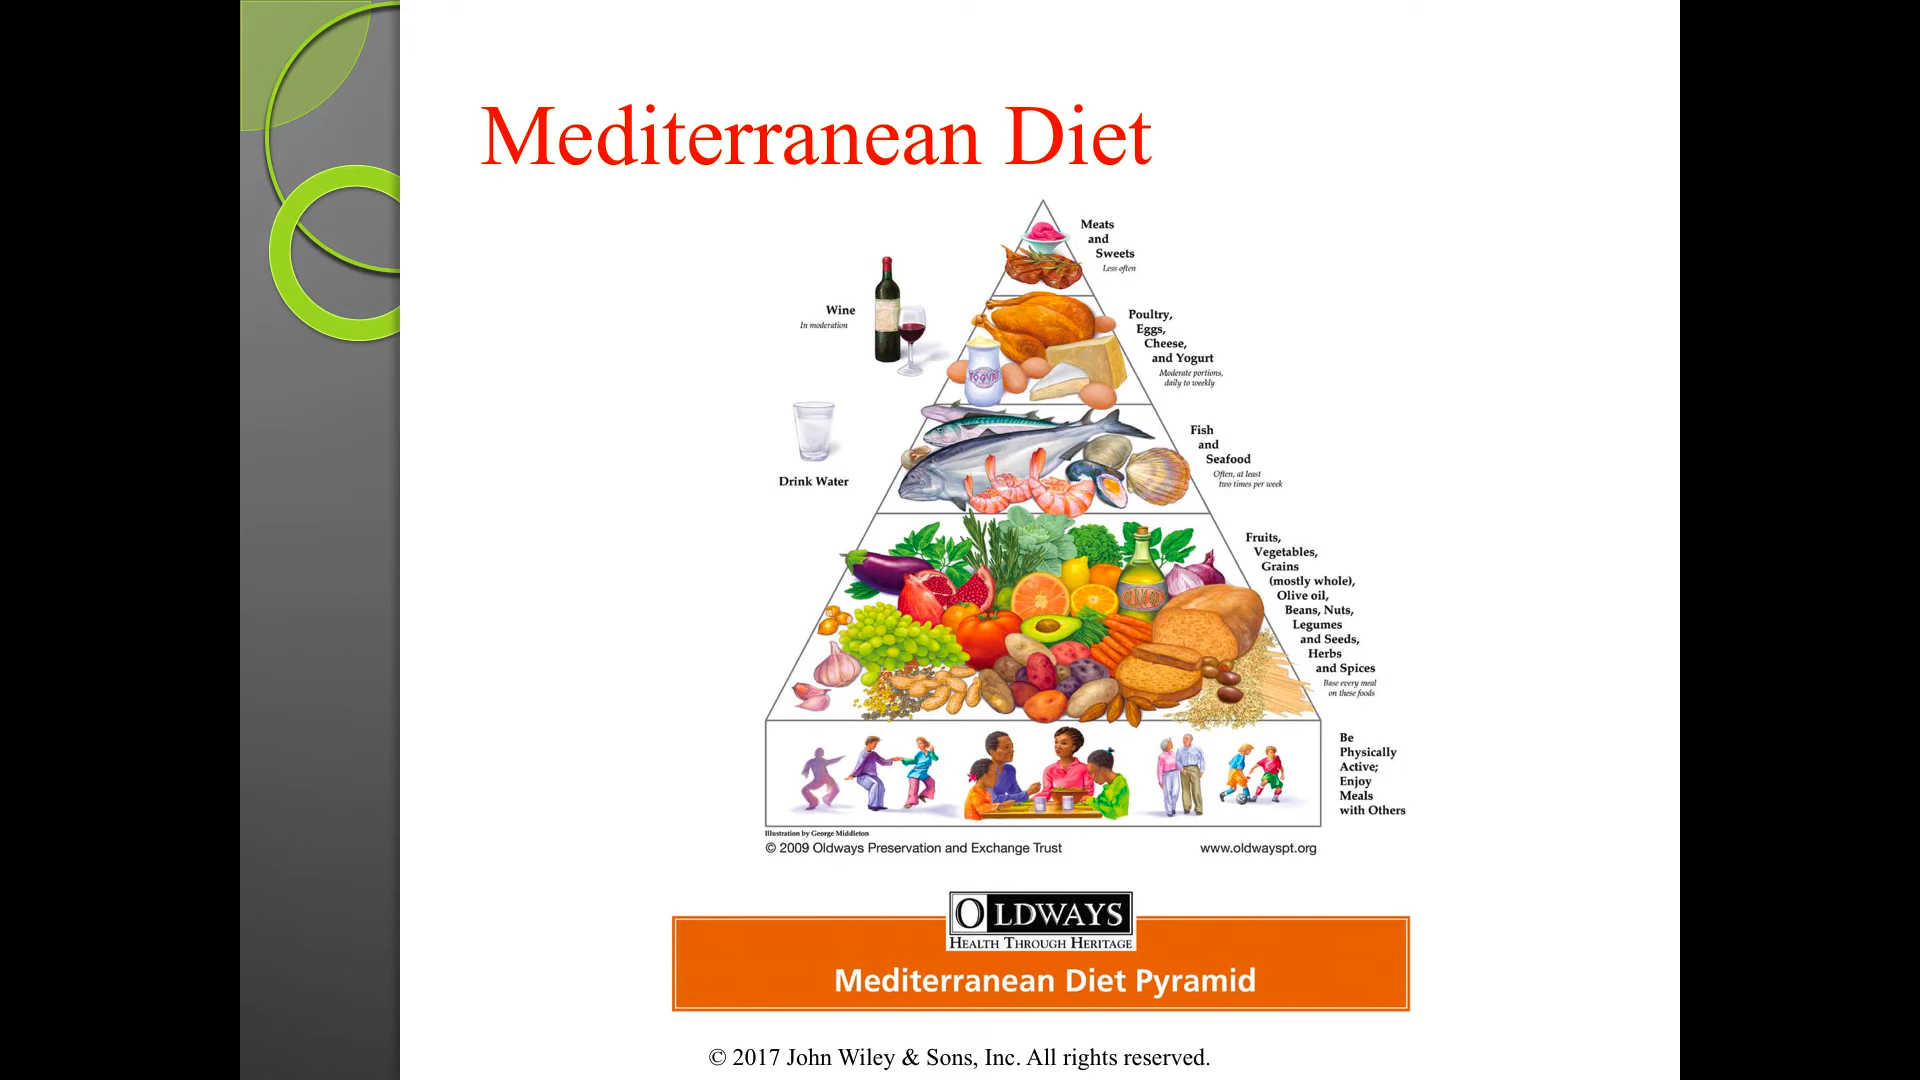 Mediterranean Diet
Meats
and
Sweets
Less often
Wine
In moderation
Poultry,
Eggs,
Cheese,
and Yogurt
Moderate portions,
daily to weekly
YOGURT
Drink Water
Fish
and
Seafood
Often, at least
two times per week
Fruits,
Vegetables,
Grains
(mostly whole),
Olive oil,
Beans, Nuts,
Legumes
and Seeds,
Herbs
and Spices
Base every meal
on these foods
Be
Physically
Active;
Enjoy
Meals
with Others
Illustration by George Middleton
© 2009 Oldways Preservation and Exchange Trust
www.oldwayspt.org
OLDWAYS
HEALTH THROUGH HERITAGE
Mediterranean Diet Pyramid
© 2017 John Wiley & Sons, Inc. All rights reserved.